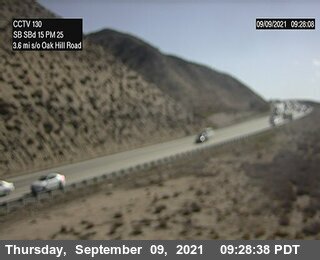 CCTV 130
SB SBd 15 PM 25
3.6 mi s/o Oak Hill Road
09/09/2021 09:28:08
Thursday, September 09, 2021 09:28:38 PDT